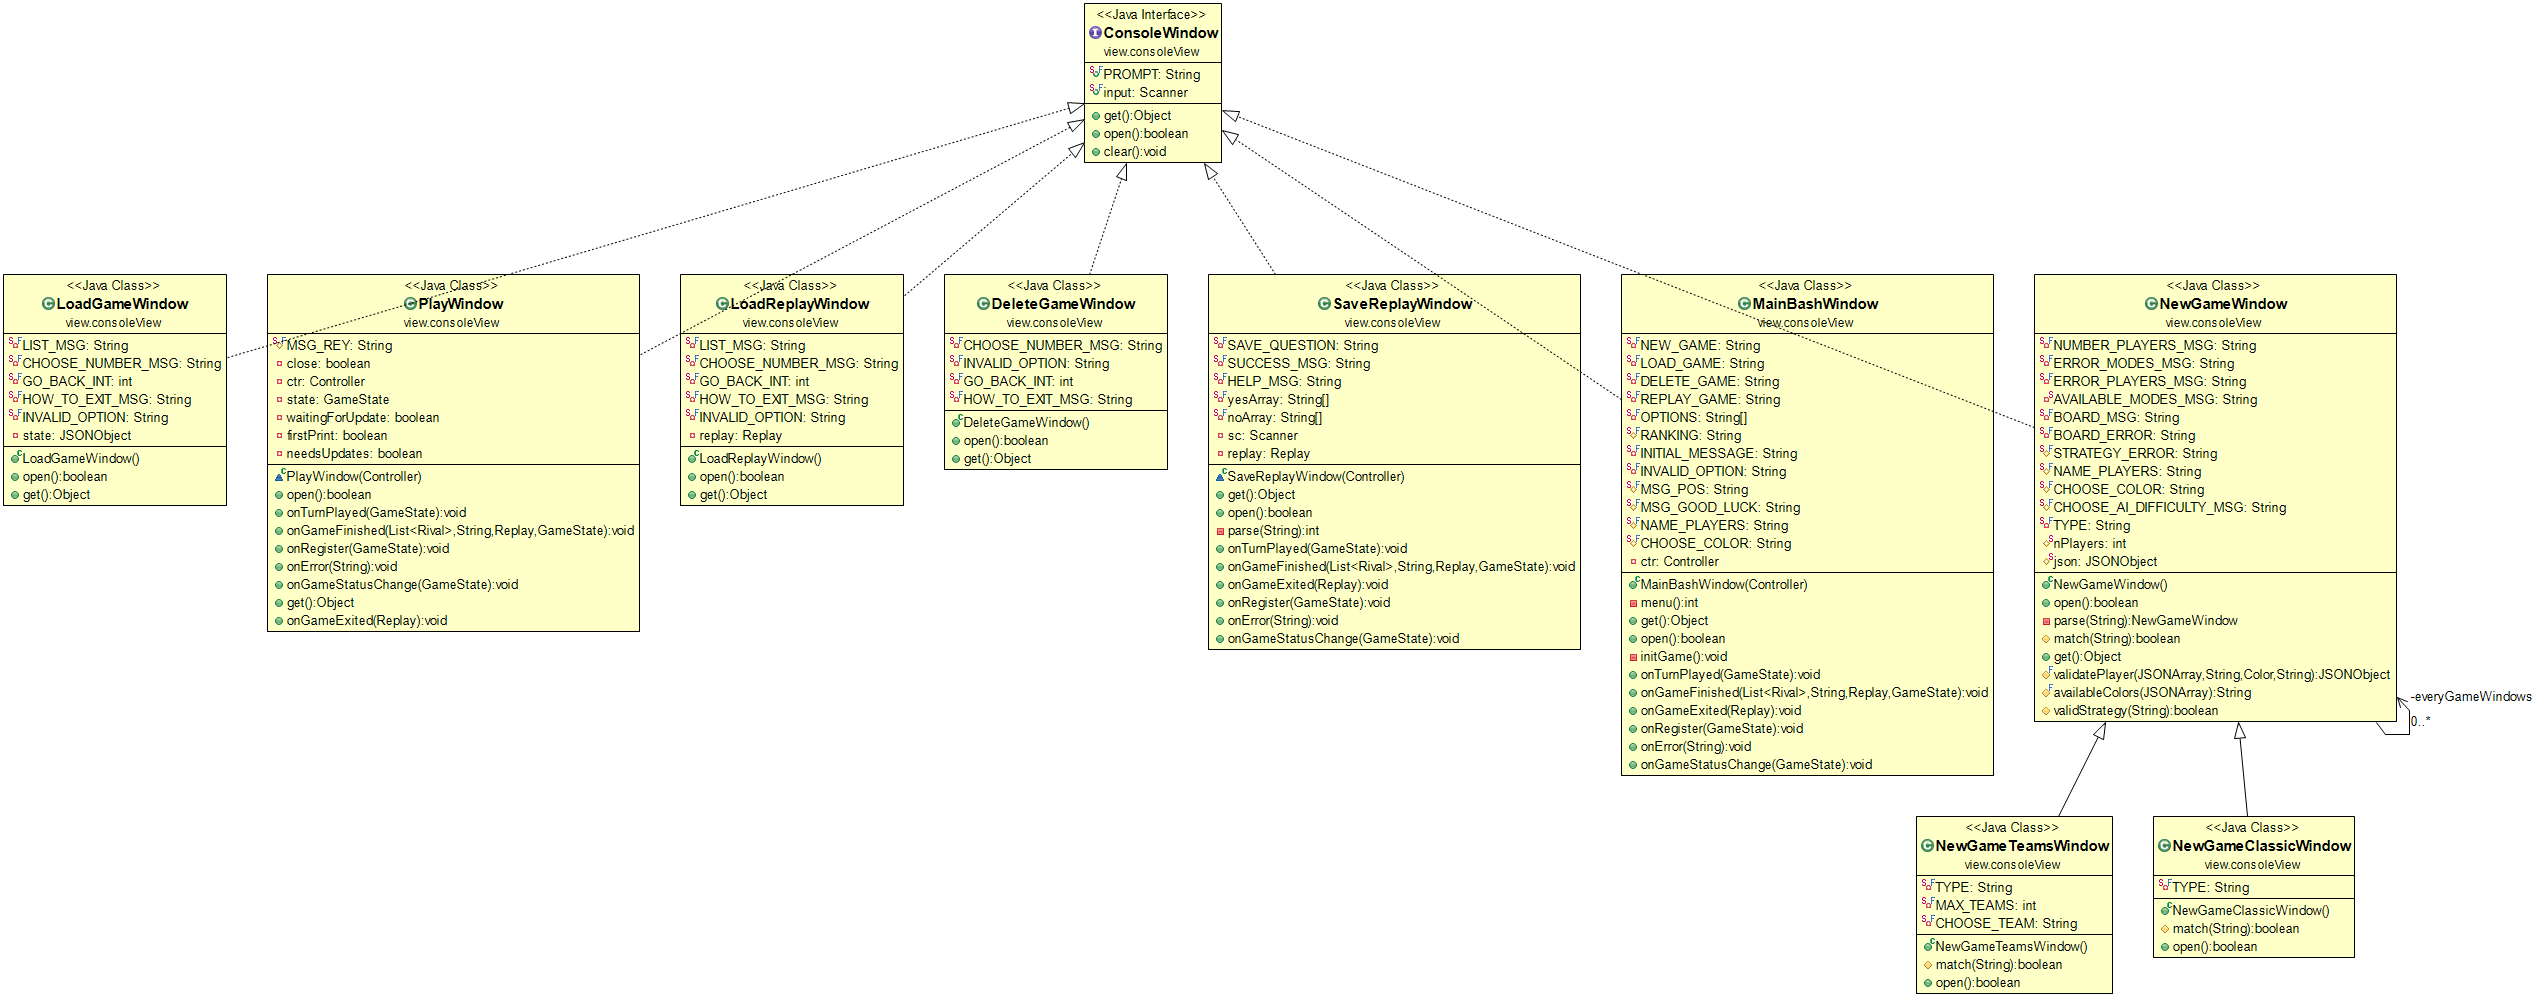 <<Java Interface>>
ConsoleWindow
view.consoleView
PROMPT: String
input: Scanner
get():Object
open():boolean
clear():void
<<Java Class>>
LoadGameWindow
view.consoleView
LIST_MSG: String
CHOOSE_NUMBER_MSG: String
GO_BACK_INT: int
HOW_TO_EXIT_MSG: String
INVALID_OPTION: String
state: JSONObject
LoadGameWindow()
open():boolean
get():Object
<<Java Class>>
PlayWindow
view.consoleView
MSG_REY: String
close: boolean
ctr: Controller
state: GameState
waitingForUpdate: boolean
firstPrint: boolean
needsUpdates: boolean
PlayWindow(Controller)
open():boolean
onTurnPlayed(GameState):void
onGameFinished(List<Rival>,String,Replay,GameState):void
onRegister(GameState):void
onError(String):void
onGameStatusChange(GameState):void
get():Object
onGameExited(Replay):void
<<Java Class>>
LoadReplayWindow
view.consoleView
LIST_MSG: String
CHOOSE_NUMBER_MSG: String
GO_BACK_INT: int
HOW_TO_EXIT_MSG: String
INVALID_OPTION: String
replay: Replay
LoadReplayWindow()
open():boolean
get():Object
<<Java Class>>
DeleteGameWindow
view.consoleView
CHOOSE_NUMBER_MSG: String
INVALID_OPTION: String
GO_BACK_INT: int
HOW_TO_EXIT_MSG: String
DeleteGameWindow()
open():boolean
get():Object
<<Java Class>>
SaveReplayWindow
view.consoleView
SAVE_QUESTION: String
SUCCESS_MSG: String
HELP_MSG: String
yesArray: String[]
noArray: String[]
sc: Scanner
replay: Replay
SaveReplayWindow(Controller)
get():Object
open():boolean
parse(String):int
onTurnPlayed(GameState):void
onGameFinished(List<Rival>,String,Replay,GameState):void
onGameExited(Replay):void
onRegister(GameState):void
onError(String):void
onGameStatusChange(GameState):void
<<Java Class>>
MainBashWindow
view.consoleView
NEW_GAME: String
LOAD_GAME: String
DELETE_GAME: String
REPLAY_GAME: String
OPTIONS: String[]
RANKING: String
INITIAL_MESSAGE: String
INVALID_OPTION: String
MSG_POS: String
MSG_GOOD_LUCK: String
NAME_PLAYERS: String
CHOOSE_COLOR: String
ctr: Controller
MainBashWindow(Controller)
menu():int
get():Object
open():boolean
initGame():void
onTurnPlayed(GameState):void
onGameFinished(List<Rival>,String,Replay,GameState):void
onGameExited(Replay):void
onRegister(GameState):void
onError(String):void
onGameStatusChange(GameState):void
<<Java Class>>
NewGameWindow
view.consoleView
NUMBER_PLAYERS_MSG: String
ERROR_MODES_MSG: String
ERROR_PLAYERS_MSG: String
AVAILABLE_MODES_MSG: String
BOARD_MSG: String
BOARD_ERROR: String
STRATEGY_ERROR: String
NAME_PLAYERS: String
CHOOSE_COLOR: String
CHOOSE_AI_DIFFICULTY_MSG: String
TYPE: String
nPlayers: int
json: JSONObject
NewGameWindow()
open():boolean
parse(String):NewGameWindow
match(String):boolean
get():Object
validatePlayer(JSONArray,String,Color,String):JSONObject
availableColors(JSONArray):String
validStrategy(String):boolean
-everyGameWindows
0..*
<<Java Class>>
NewGameTeamsWindow
view.consoleView
TYPE: String
MAX_TEAMS: int
CHOOSE_TEAM: String
NewGameTeamsWindow()
match(String):boolean
open():boolean
<<Java Class>>
NewGameClassicWindow
view.consoleView
TYPE: String
NewGameClassicWindow()
match(String):boolean
open():boolean